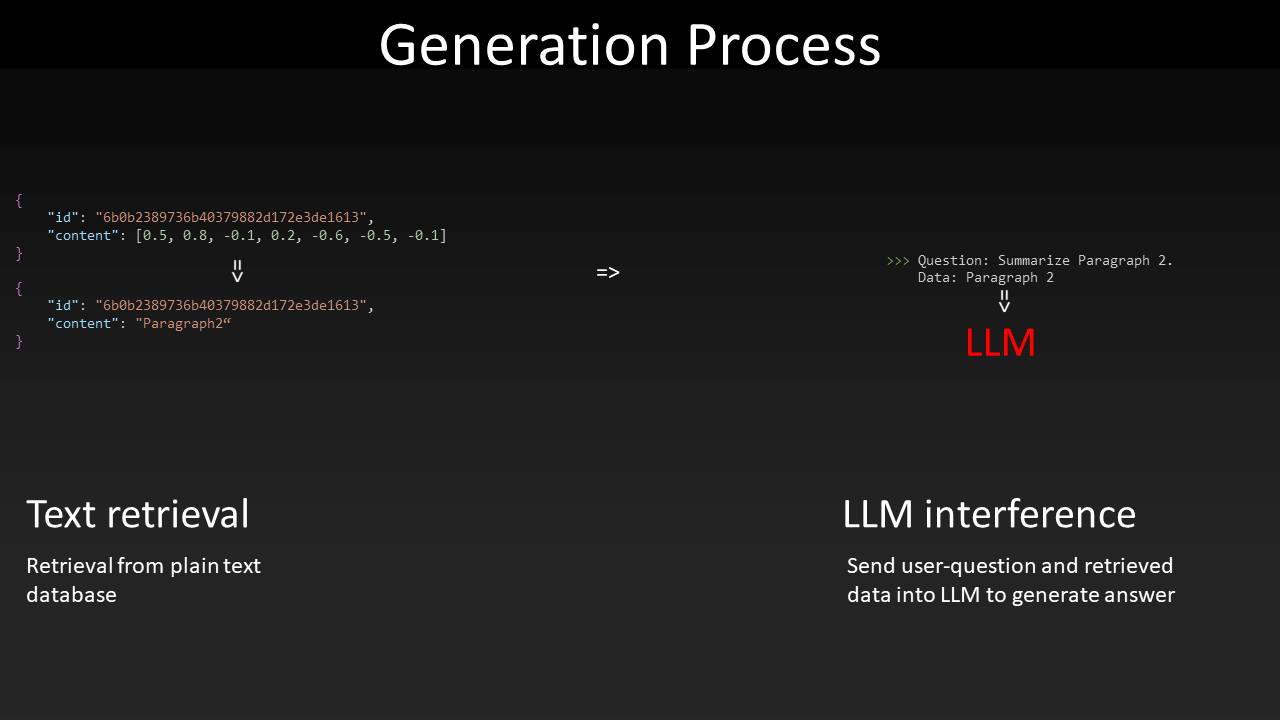 Generation Process
{
"id": "6b0b2389736b40379882d172e3de1613",
"content": [0.5, 0.8, -0.1, 0.2, -0.6, -0.5, -0.1]
}
=>
{
"id": "6b0b2389736b40379882d172e3de1613",
"content": "Paragraph2“
}
=>
>>> Question: Summarize Paragraph 2.
Data: Paragraph 2
=>
LLM
Text retrieval
Retrieval from plain text
database
LLM interference
Send user-question and retrieved
data into LLM to generate answer